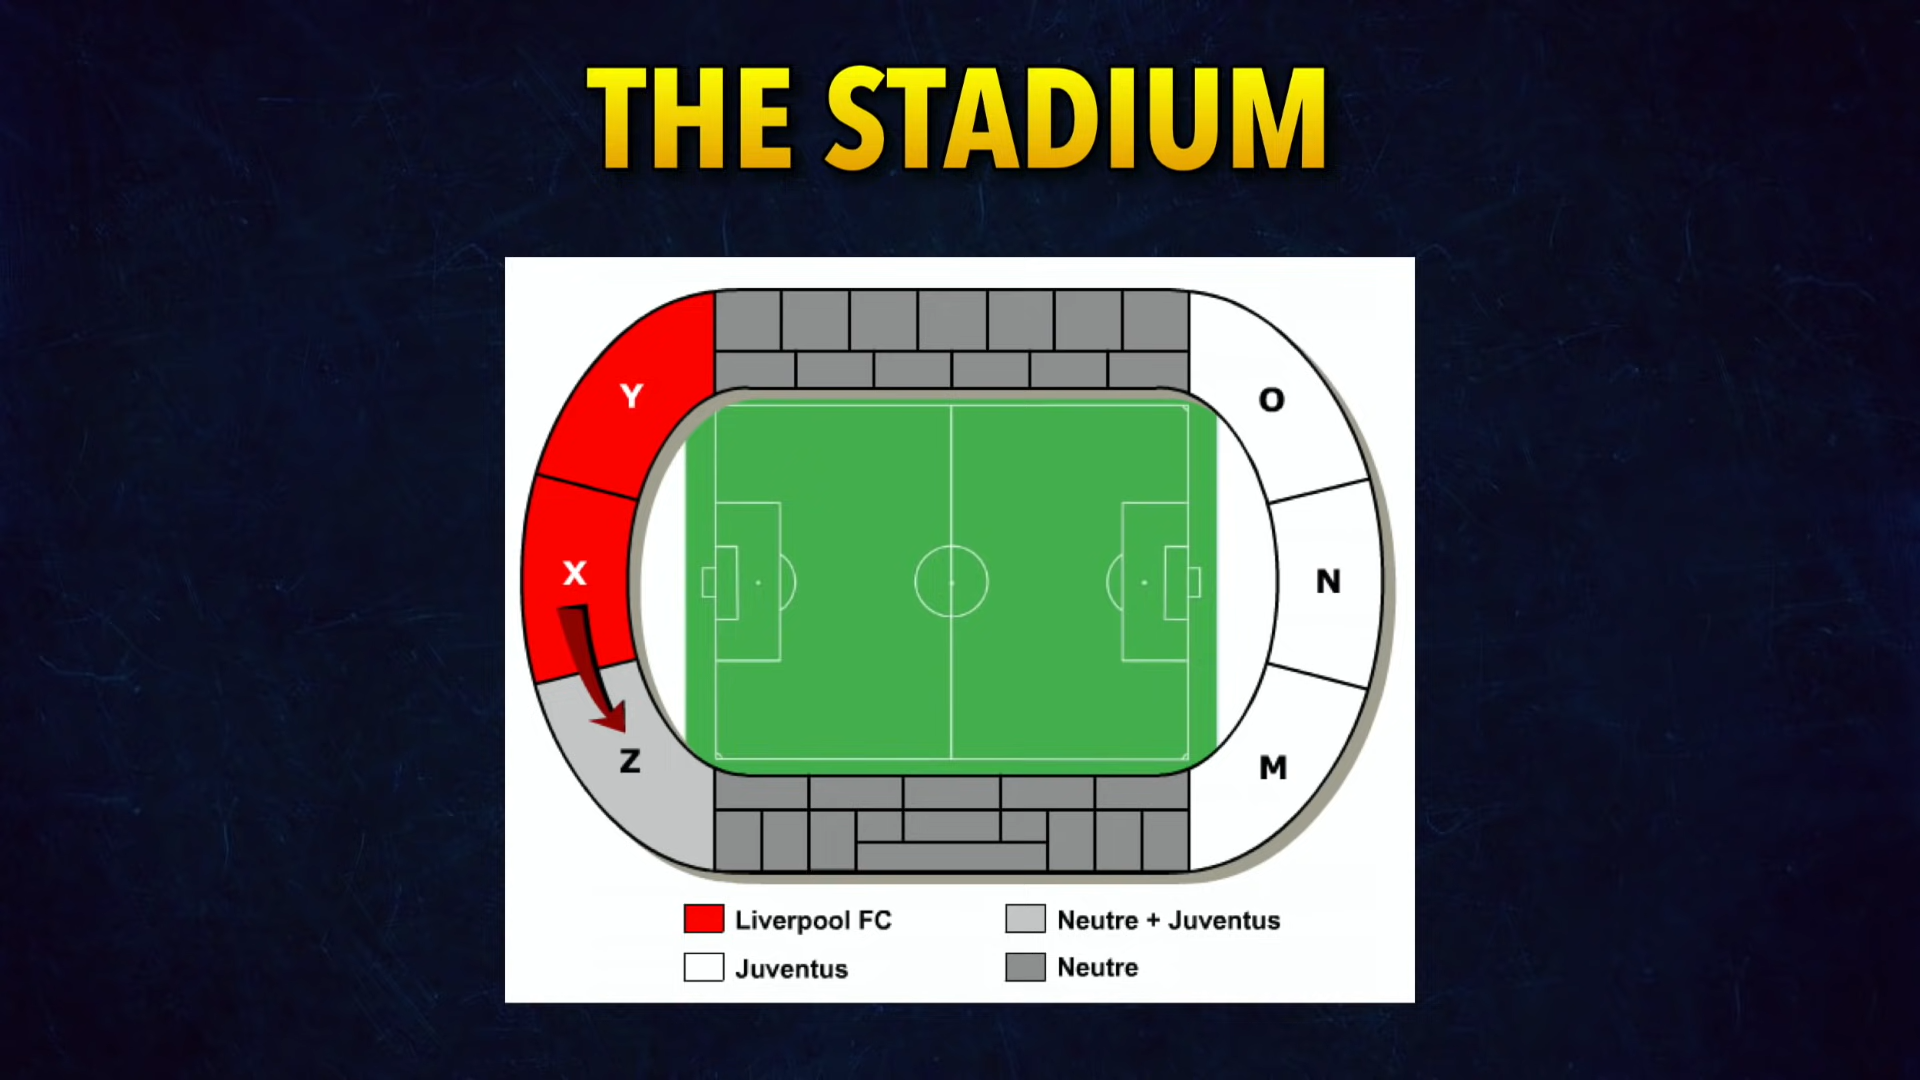 THE STADIUM
Y
O
X
N
Z
M
Liverpool FC
Neutre + Juventus
Juventus
Neutre